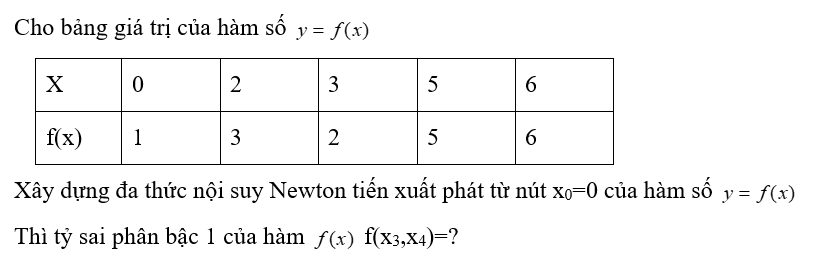 Cho bảng giá trị của hàm số y = f(x)
X 0 2 3 5 6
f(x) 1 3 2 5 6
Xây dựng đa thức nội suy Newton tiến xuất phát từ nút x₀=0 của hàm số y = f(x)
Thì tỷ sai phân bậc 1 của hàm f(x) f(x₃,x₄)=?